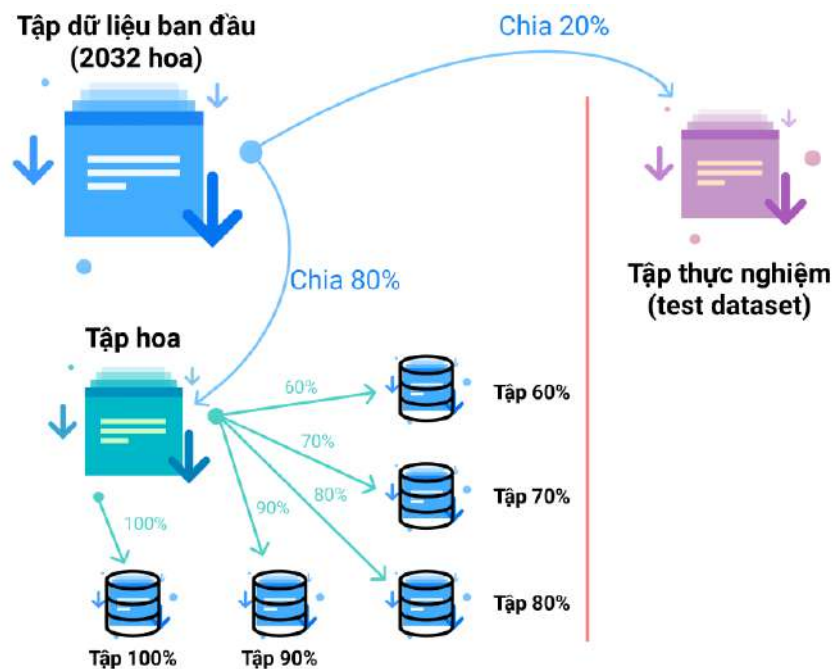 Tập dữ liệu ban đầu
(2032 hoa)
Chia 20%
Chia 80%
Tập thực nghiệm
(test dataset)
Tập hoa
60%
Tập 60%
70%
Tập 70%
80%
90%
100%
Tập 80%
Tập 100%
Tập 90%